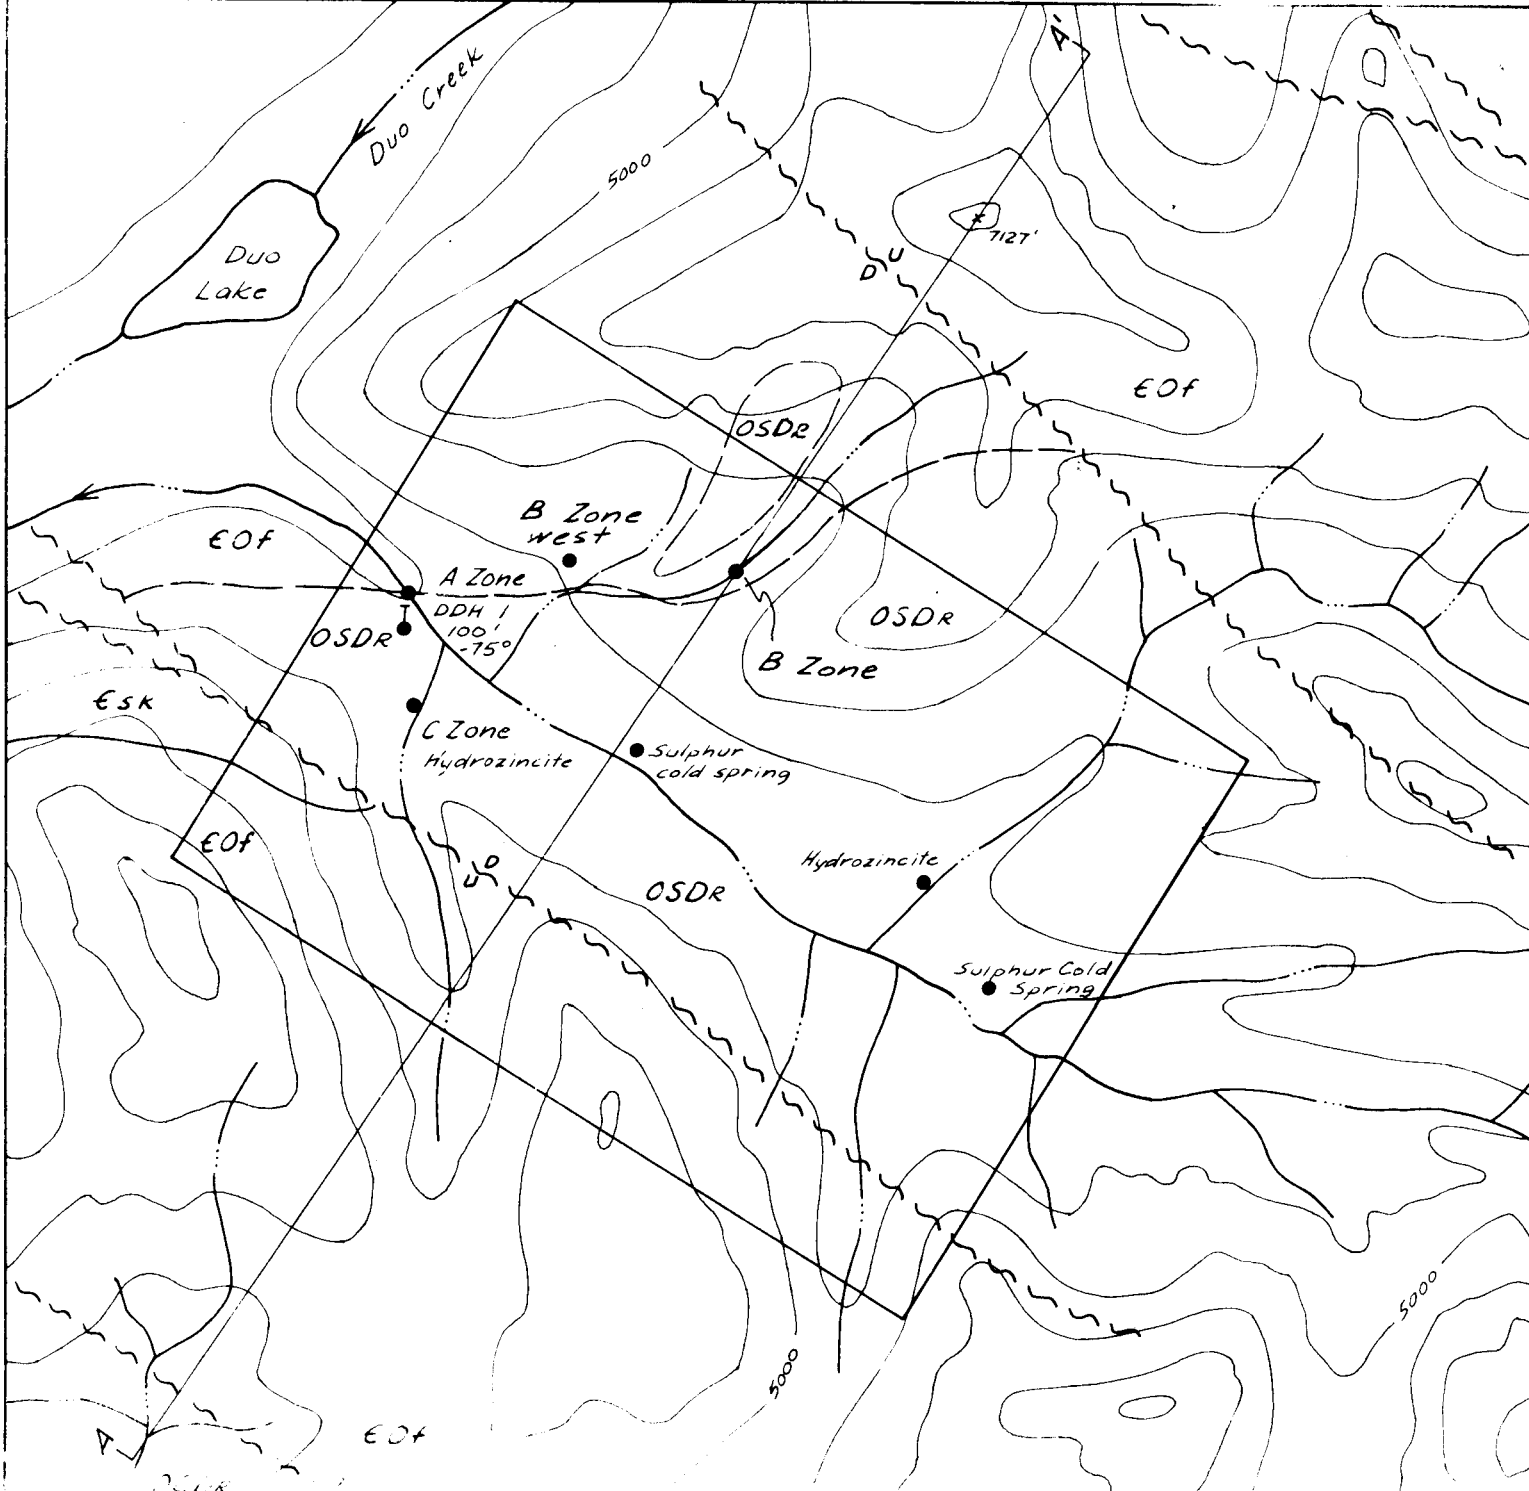 A'
Duo Creek
5000
7127'
U
D
Duo
Lake
ЄOf
OSDR
B Zone
west
ЄOf
A Zone
DDH 1
100'
-75°
OSDR
OSDR
B Zone
ЄSK
C Zone
Hydrozincite
Sulphur
cold spring
ЄOf
D
U
Hydrozincite
OSDR
Sulphur Cold
Spring
5000
5000
A
ЄOf